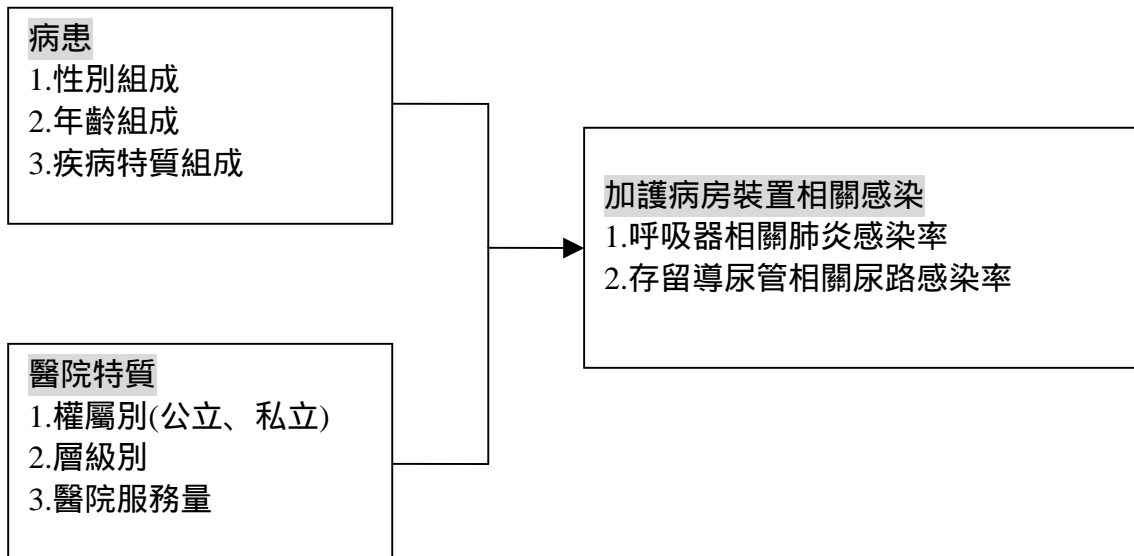 病患
1.性別組成
2.年齡組成
3.疾病特質組成
加護病房裝置相關感染
1.呼吸器相關肺炎感染率
2.存留導尿管相關尿路感染率
醫院特質
1.權屬別(公立、私立)
2.層級別
3.醫院服務量